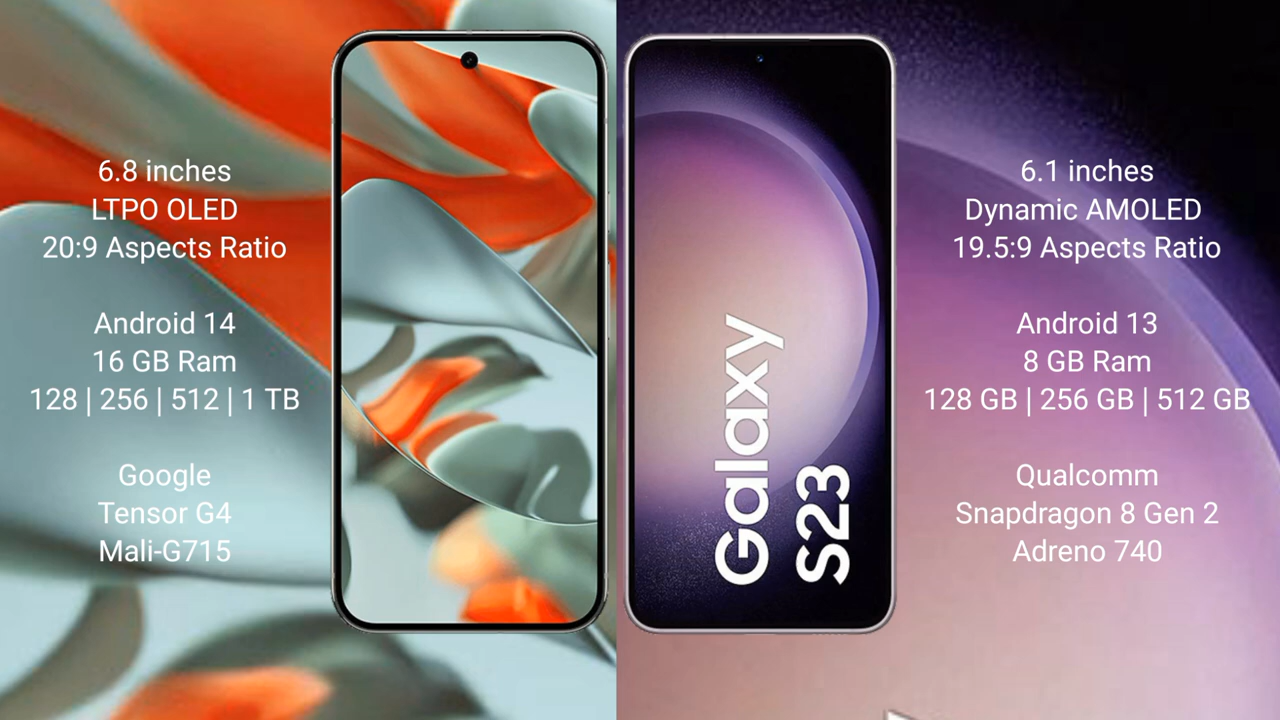 6.8 inches
LTPO OLED
20:9 Aspects Ratio
Android 14
16 GB Ram
128 | 256 | 512 | 1 TB
Google
Tensor G4
Mali-G715
Galaxy
S23
6.1 inches
Dynamic AMOLED
19.5:9 Aspects Ratio
Android 13
8 GB Ram
128 GB | 256 GB | 512 GB
Qualcomm
Snapdragon 8 Gen 2
Adreno 740